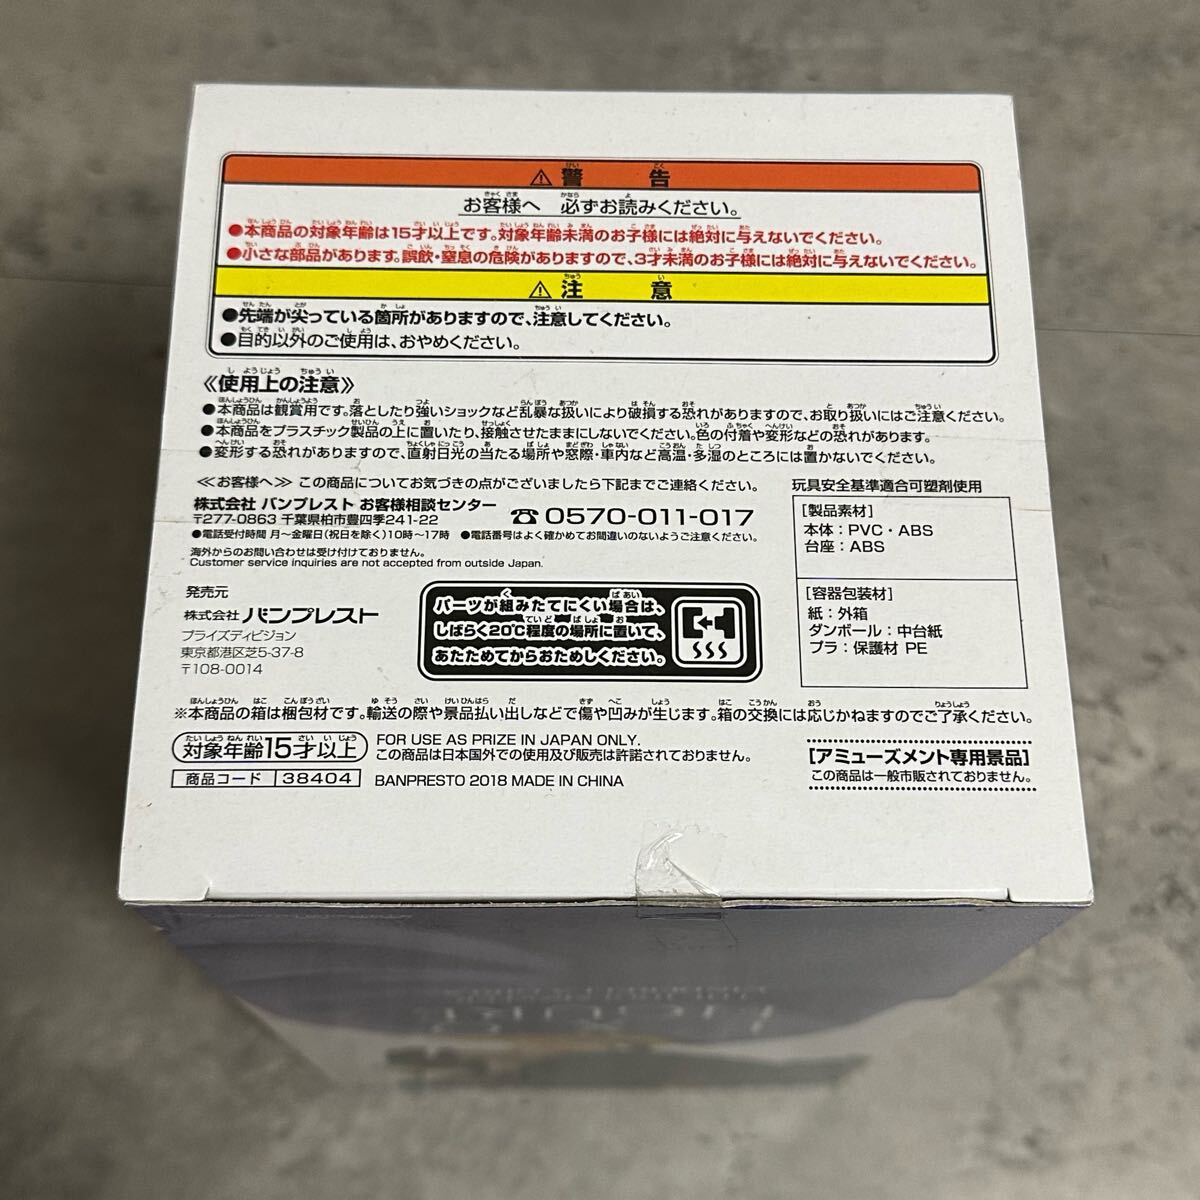 ⚠警告
お客様へ 必ずお読みください。
●本商品の対象年齢は15才以上です。対象年齢未満のお子様には絶対に与えないでください。
●小さな部品があります。誤飲・窒息の危険がありますので、3才未満のお子様には絶対に与えないでください。
⚠注意
●先端が尖っている箇所がありますので、注意してください。
●目的以外のご使用は、おやめください。
《使用上の注意》
●本商品は観賞用です。落としたり強いショックなど乱暴な扱いにより破損する恐れがありますので、お取り扱いにはご注意ください。
●本商品をプラスチック製品の上に置いたり、接触させたままにしないでください。色の付着や変形などの恐れがあります。
●変形する恐れがありますので、直射日光の当たる場所や窓際・車内など高温・多湿のところには置かないでください。
≪お客様へ≫ この商品についてお気づきの点がございましたら下記までご連絡ください。
株式会社 バンプレスト お客様相談センター
〒277-0863 千葉県柏市豊四季241-22
☎0570-011-017
●電話受付時間 月〜金曜日(祝日を除く)10時〜17時 ●電話番号はよく確かめてお間違いのないようご注意ください。
海外からのお問い合わせは受け付けておりません。
Customer service inquiries are not accepted from outside Japan.
玩具安全基準適合可塑剤使用
[製品素材]
本体:PVC・ABS
台座:ABS
[容器包装材]
紙:外箱
ダンボール:中台紙
プラ:保護材 PE
発売元
株式会社 バンプレスト
プライズディビジョン
東京都港区芝5-37-8
〒108-0014
パーツが組みたてにくい場合は、
しばらく20℃程度の場所に置いて、
あたためてからおためしください。
※本商品の箱は梱包材です。輸送の際や景品払い出しなどで傷や凹みが生じます。箱の交換には応じかねますのでご了承ください。
対象年齢15才以上
FOR USE AS PRIZE IN JAPAN ONLY.
この商品は日本国外での使用及び販売は許諾されておりません。
商品コード 38404
BANPRESTO 2018 MADE IN CHINA
[アミューズメント専用景品]
この商品は一般市販されておりません。